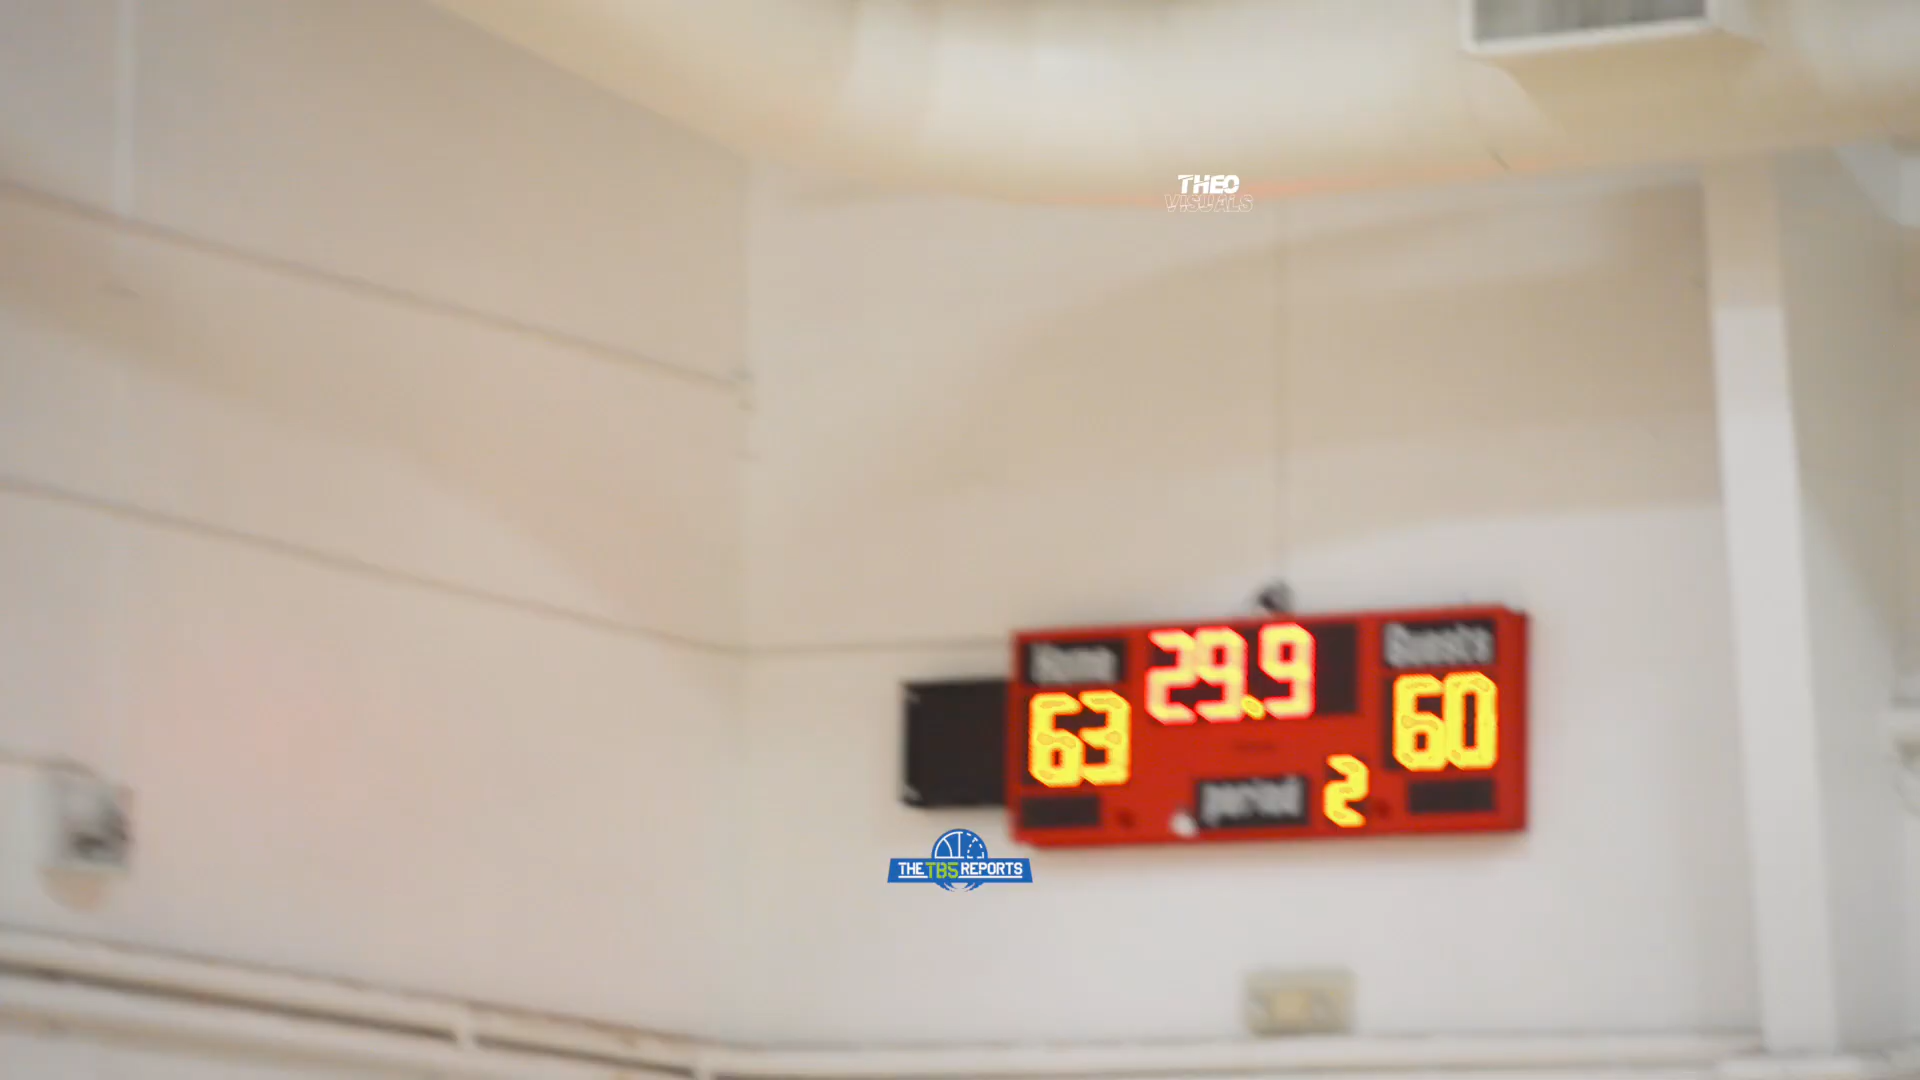 THEO
VISUALS
Home
29.9
Guests
63
60
period
2
THE TBS REPORTS